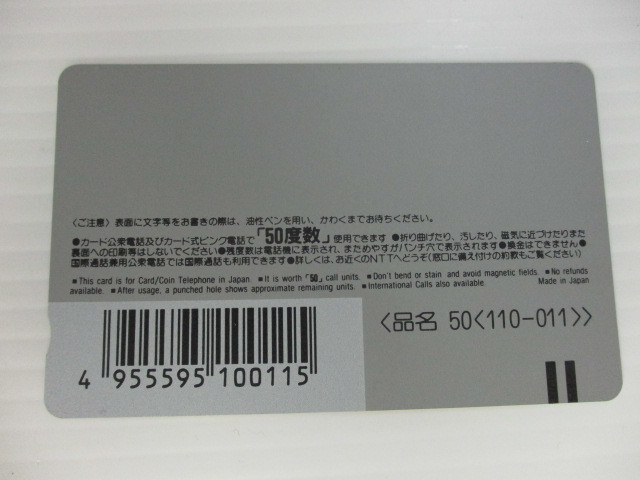 〈ご注意〉表面に文字等をお書きの際は、油性ペンを用い、かわくまでお待ちください。
●カード公衆電話及びカード式ピンク電話で「50度数」使用できます ●折り曲げたり、汚したり、磁気に近づけたりまた
裏面への印刷等はしないでください ●残度数は電話機に表示され、まためやすがパンチ穴で表示されます ●換金はできません ●
国際通話兼用公衆電話では国際通話も利用できます ●詳しくは、お近くのNTTへどうぞ(窓口に備え付けの約款もご覧ください)
■This card is for Card/Coin Telephone in Japan. ■It is worth「50」call units. ■Don't bend or stain and avoid magnetic fields. ■No refunds
available. ■After usage, a punched hole shows approximate remaining units. ■International Calls also available. Made in Japan
〈品名 50〈110-011〉〉
4 955595 100115